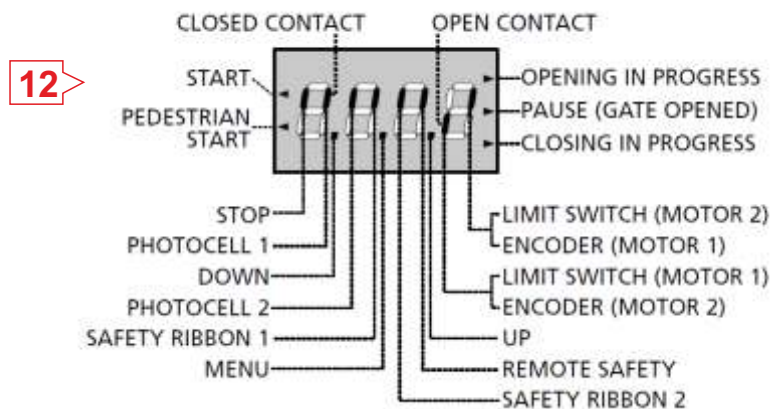 CLOSED CONTACT
OPEN CONTACT
12
START
PEDESTRIAN
START
OPENING IN PROGRESS
PAUSE (GATE OPENED)
CLOSING IN PROGRESS
STOP
PHOTOCELL 1
DOWN
PHOTOCELL 2
SAFETY RIBBON 1
MENU
LIMIT SWITCH (MOTOR 2)
ENCODER (MOTOR 1)
LIMIT SWITCH (MOTOR 1)
ENCODER (MOTOR 2)
UP
REMOTE SAFETY
SAFETY RIBBON 2